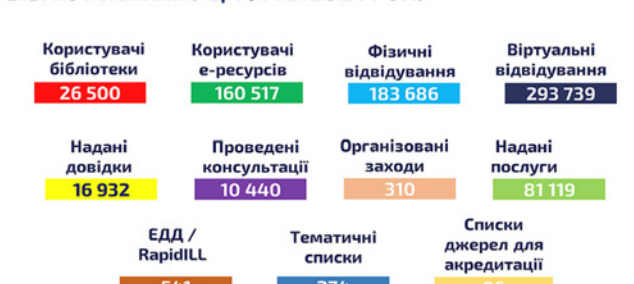 Користувачі бібліотеки
26 500
Користувачі е-ресурсів
160 517
Фізичні відвідування
183 686
Віртуальні відвідування
293 739
Надані довідки
16 932
Проведені консультації
10 440
Організовані заходи
310
Надані послуги
81 119
ЕДД /
RapidILL
Тематичні
списки
Списки
джерел для
акредитації